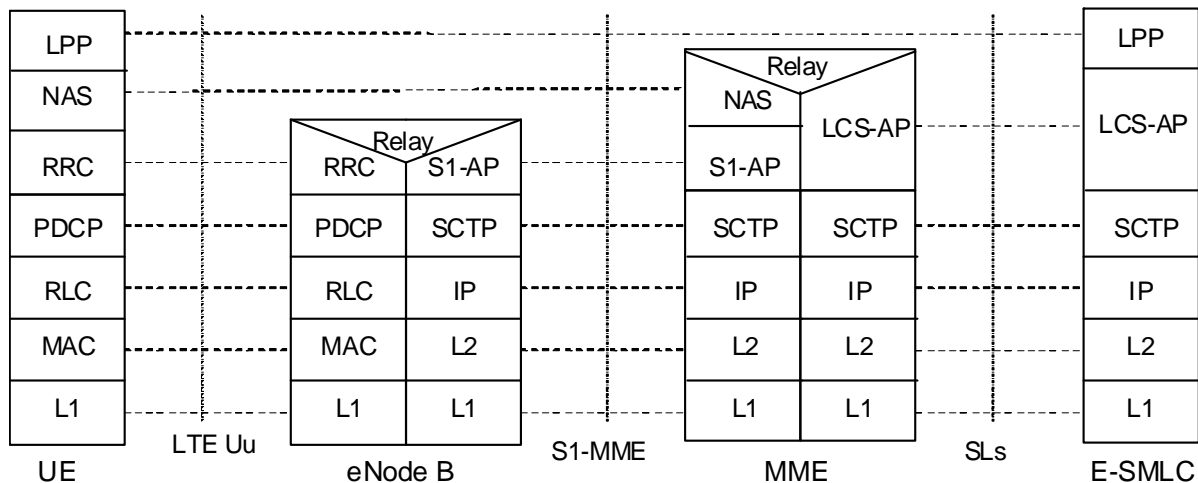 LPP
NAS
RRC
PDCP
RLC
MAC
L1
UE
LTE Uu
Relay
RRC S1-AP
PDCP SCTP
RLC IP
MAC L2
L1 L1
eNode B
S1-MME
Relay
NAS
LCS-AP
S1-AP
SCTP SCTP
IP IP
L2 L2
L1 L1
MME
SLs
LPP
LCS-AP
SCTP
IP
L2
L1
E-SMLC